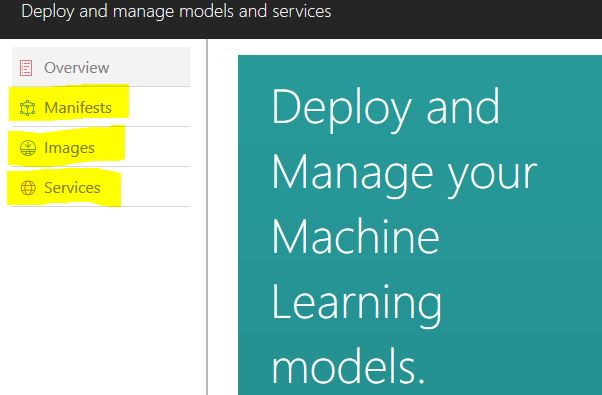 Deploy and manage models and services
Overview
Manifests
Images
Services
Deploy and
Manage your
Machine
Learning
models.